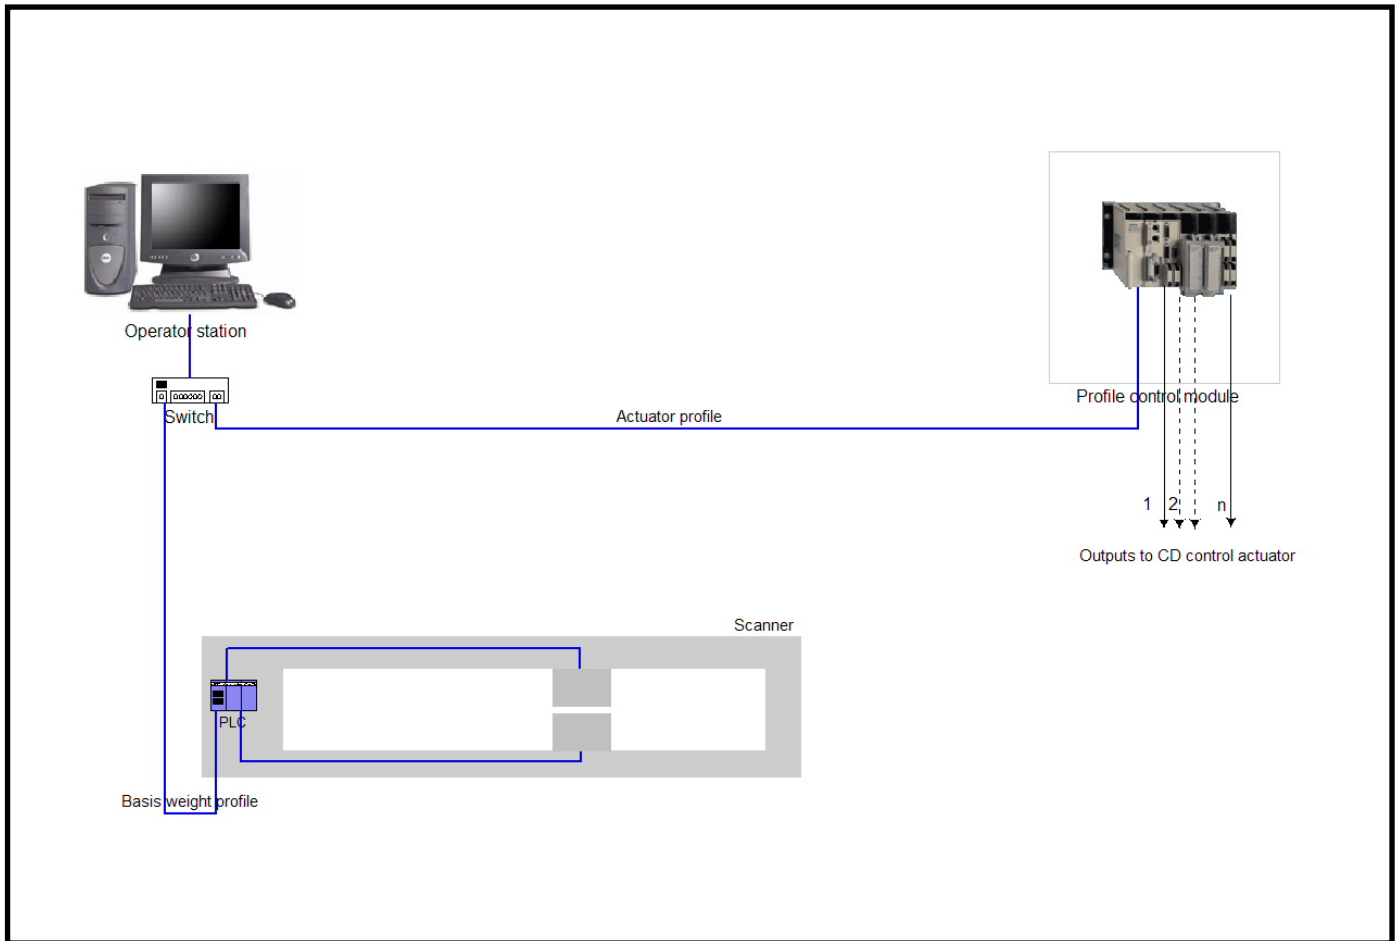 Operator station
Switch
Actuator profile
Profile control module
1
2
n
Outputs to CD control actuator
Scanner
PLC
Basis weight profile